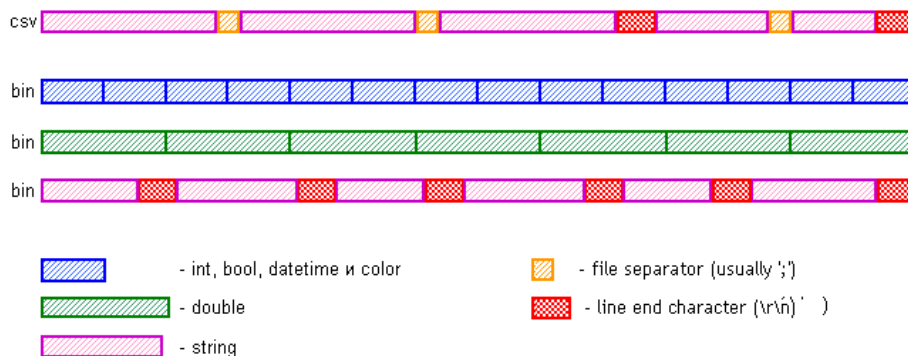 csv
bin
bin
bin
- int, bool, datetime и color
- file separator (usually ';')
- double
- line end character (\r\n) )
- string